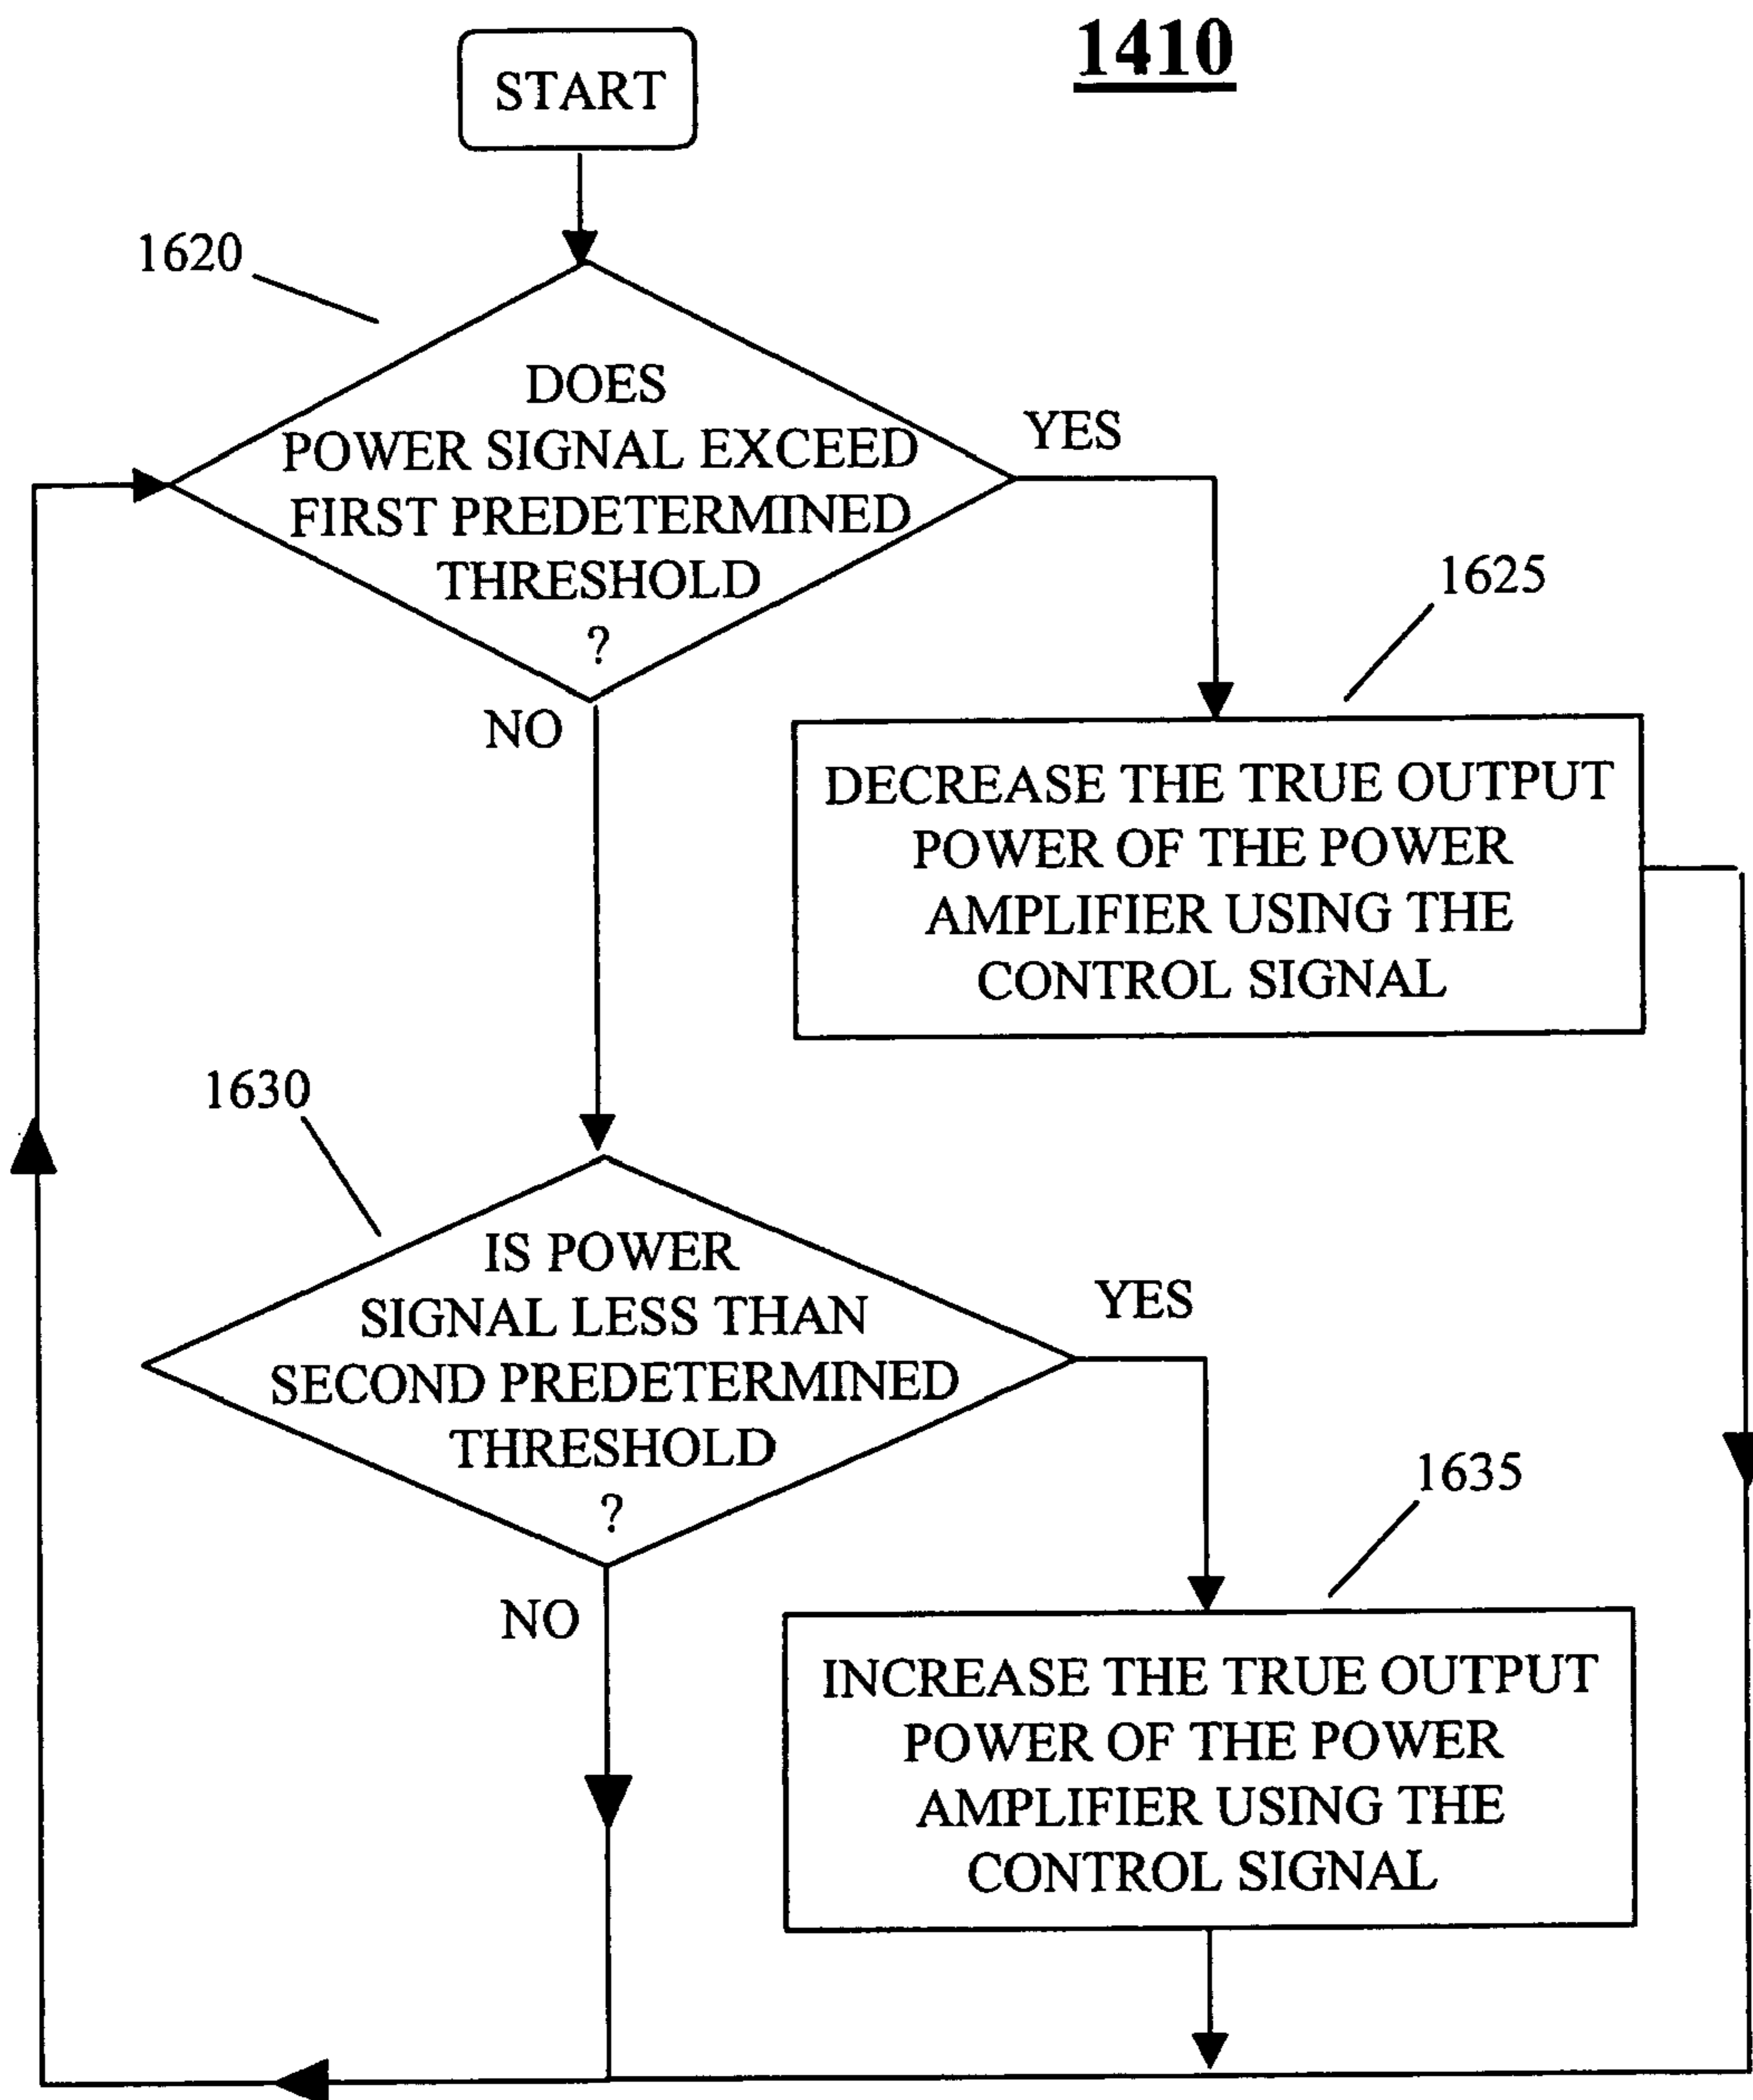 1410
START
1620
DOES
POWER SIGNAL EXCEED
FIRST PREDETERMINED
THRESHOLD
?
YES
NO
1625
DECREASE THE TRUE OUTPUT
POWER OF THE POWER
AMPLIFIER USING THE
CONTROL SIGNAL
1630
IS POWER
SIGNAL LESS THAN
SECOND PREDETERMINED
THRESHOLD
?
YES
NO
1635
INCREASE THE TRUE OUTPUT
POWER OF THE POWER
AMPLIFIER USING THE
CONTROL SIGNAL